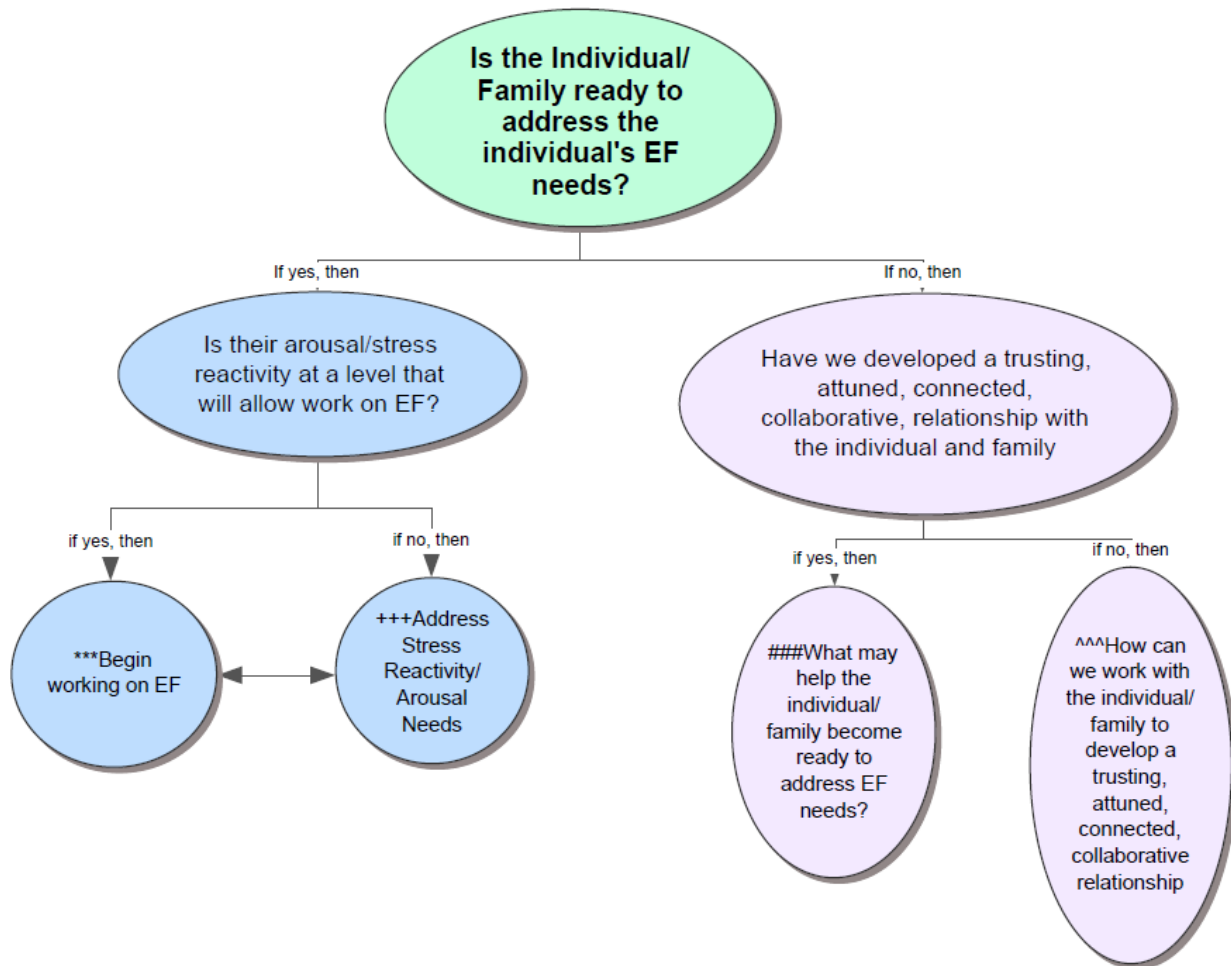 Is the Individual/
Family ready to
address the
individual's EF
needs?
If yes, then
If no, then
Is their arousal/stress
reactivity at a level that
will allow work on EF?
Have we developed a trusting,
attuned, connected,
collaborative, relationship with
the individual and family
if yes, then
if no, then
if yes, then
if no, then
***Begin
working on EF
+++Address
Stress
Reactivity/
Arousal
Needs
###What may
help the
individual/
family become
ready to
address EF
needs?
^^^How can
we work with
the individual/
family to
develop a
trusting,
attuned,
connected,
collaborative
relationship